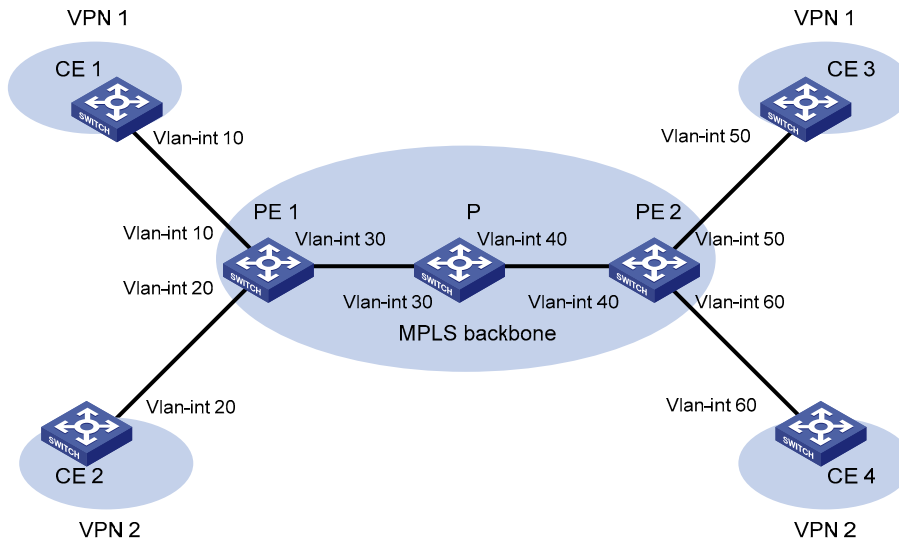 VPN 1
VPN 1
CE 1
CE 3
SWITCH
SWITCH
Vlan-int 10
Vlan-int 50
PE 1
P
PE 2
Vlan-int 10
Vlan-int 30
Vlan-int 40
Vlan-int 50
SWITCH
SWITCH
SWITCH
Vlan-int 20
Vlan-int 30
Vlan-int 40
Vlan-int 60
MPLS backbone
Vlan-int 20
Vlan-int 60
SWITCH
SWITCH
CE 2
CE 4
VPN 2
VPN 2